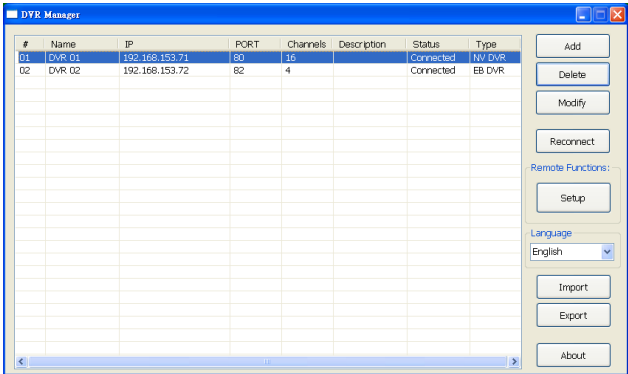 DVR Manager
# Name IP PORT Channels Description Status Type
01 DVR 01 192.168.153.71 80 16 Connected NV DVR
02 DVR 02 192.168.153.72 82 4 Connected EB DVR
Add
Delete
Modify
Reconnect
Remote Functions:
Setup
Language
English
Import
Export
About